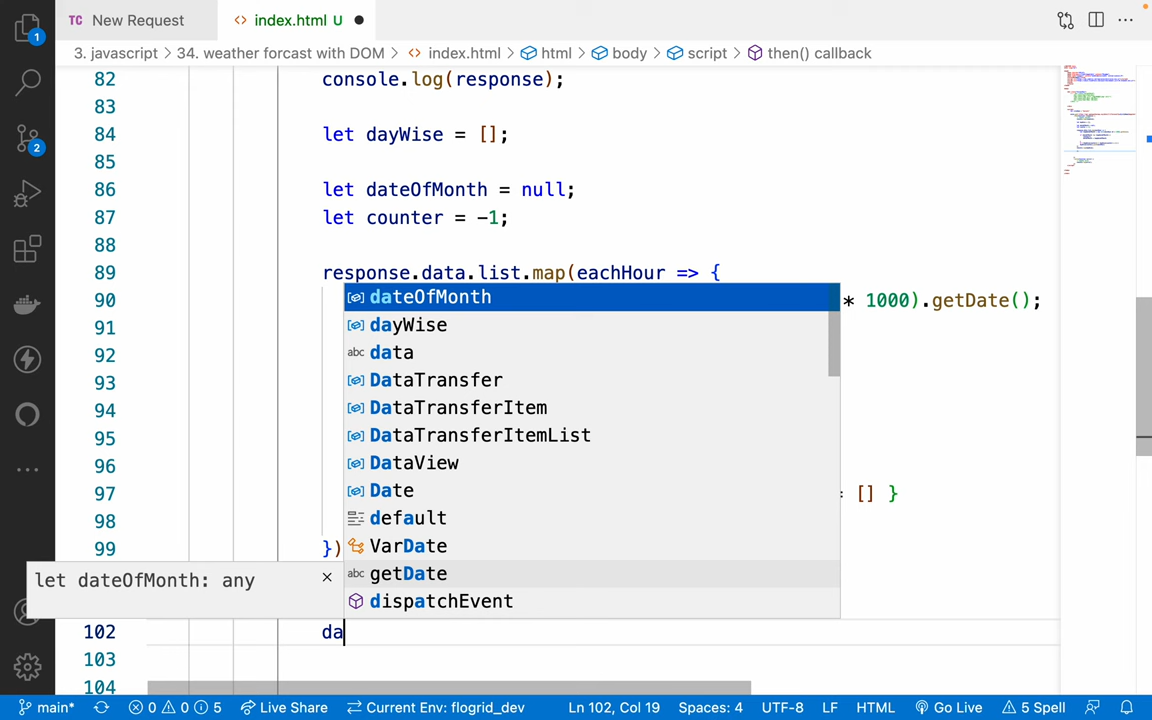 TC New Request
<> index.html U
3. javascript > 34. weather forcast with DOM > <> index.html > html > body > script > then() callback
82 console.log(response);
83
84 let dayWise = [];
85
86 let dateOfMonth = null;
87 let counter = -1;
88
89 response.data.list.map(eachHour => {
90 * 1000).getDate();
91
92
93
94
95
96
97 = [] }
98
99 })
102 da
103
104
dateOfMonth
dayWise
abc data
DataTransfer
DataTransferItem
DataTransferItemList
DataView
Date
default
VarDate
abc getDate
dispatchEvent
let dateOfMonth: any ×
1
2
main* 0 0 5 Live Share Current Env: flogrid_dev Ln 102, Col 19 Spaces: 4 UTF-8 LF HTML Go Live 5 Spell